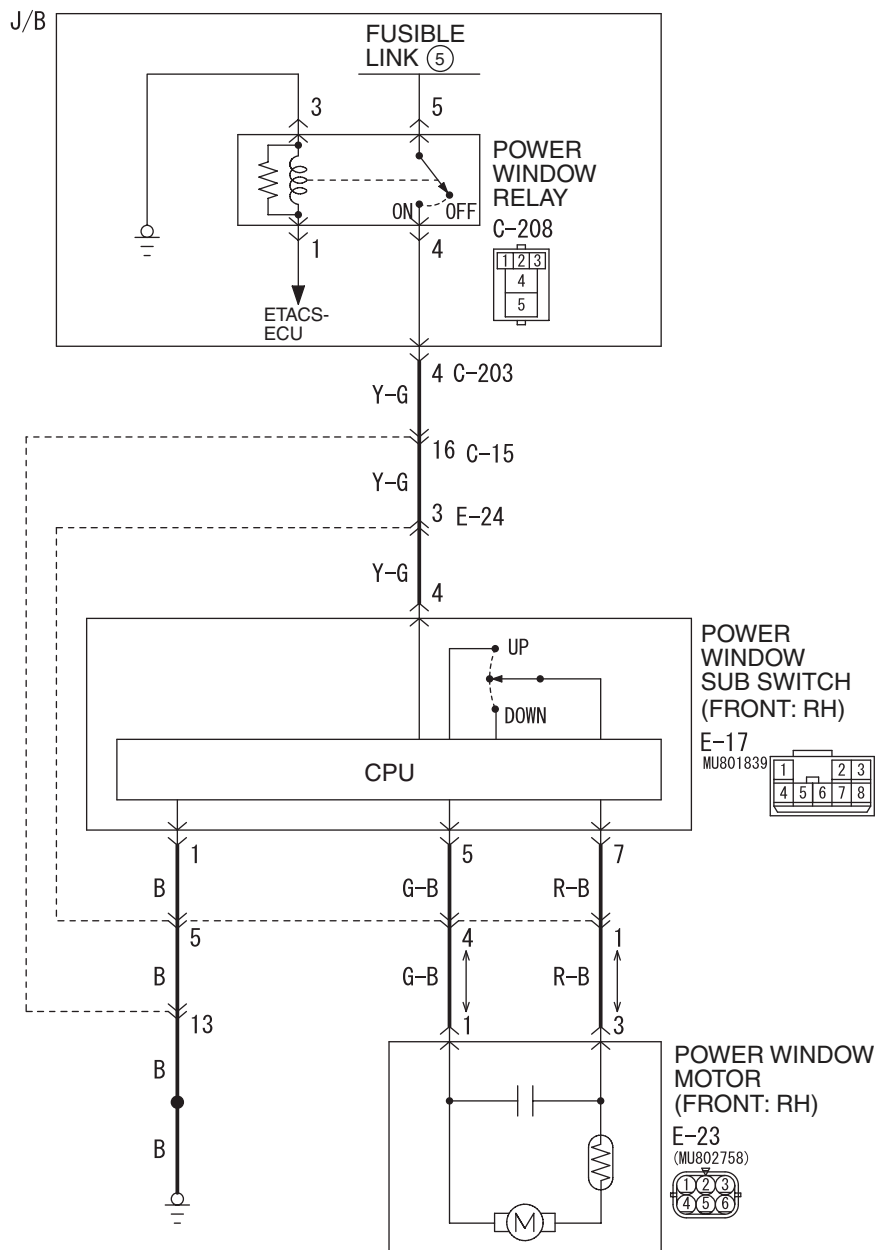 J/B
FUSIBLE
LINK 5
3
5
POWER
WINDOW
RELAY
ON
OFF
C-208
1 2 3
4
5
1
4
ETACS-
ECU
4 C-203
Y-G
16 C-15
Y-G
3 E-24
Y-G
4
POWER
WINDOW
SUB SWITCH
(FRONT: RH)
UP
DOWN
E-17
MU801839
1 2 3
4 5 6 7 8
CPU
1
5
7
B
G-B
R-B
5
4
1
B
G-B
R-B
13
1
3
B
POWER WINDOW
MOTOR
(FRONT: RH)
E-23
(MU802758)
1 2 3
4 5 6
B
M